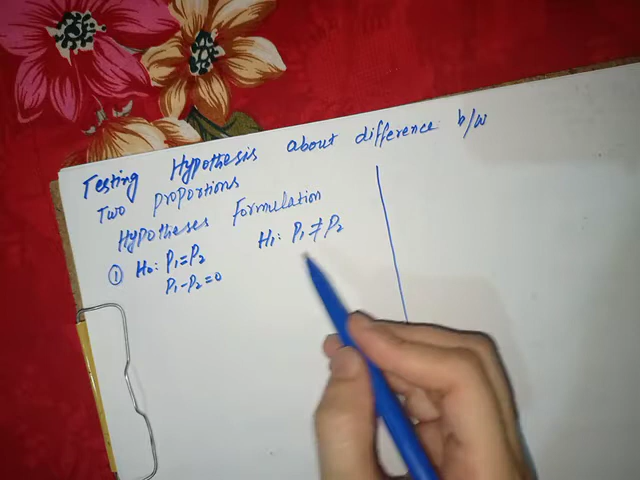 Testing Hypothesis about difference b/w
Two proportions
Hypotheses Formulation
① H₀: P₁=P₂ H₁: P₁≠P₂
P₁-P₂=0